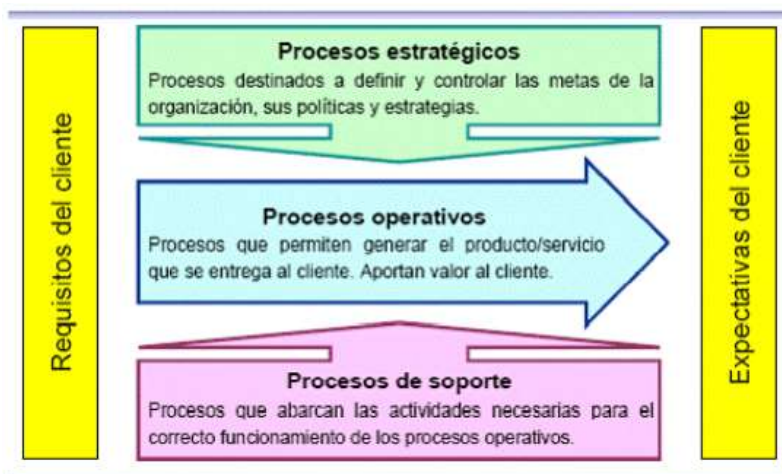 Requisitos del cliente
Procesos estratégicos
Procesos destinados a definir y controlar las metas de la
organización, sus políticas y estrategias.
Procesos operativos
Procesos que permiten generar el producto/servicio
que se entrega al cliente. Aportan valor al cliente.
Procesos de soporte
Procesos que abarcan las actividades necesarias para el
correcto funcionamiento de los procesos operativos.
Expectativas del cliente